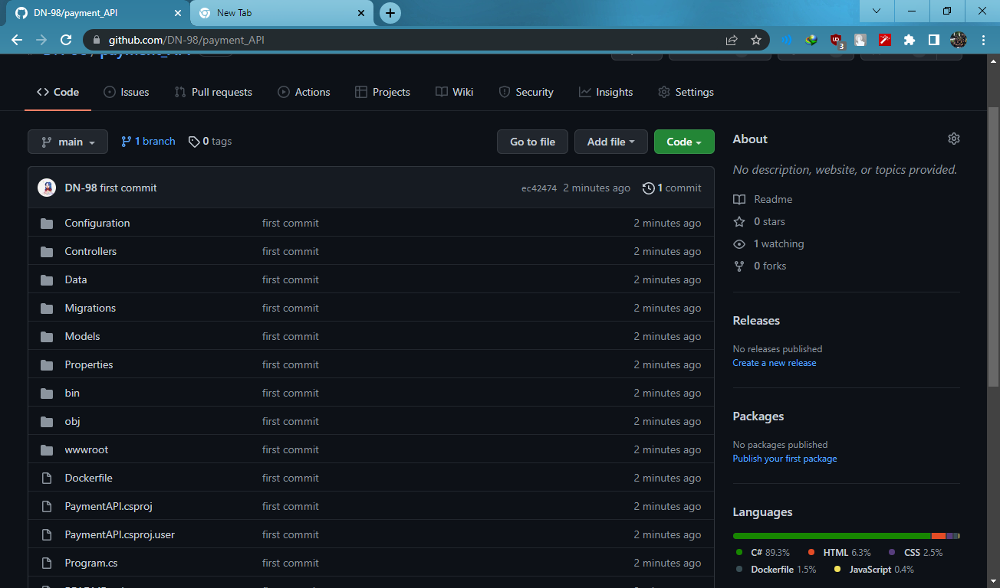 DN-98/payment_API
New Tab
github.com/DN-98/payment_API
3
Code
Issues
Pull requests
Actions
Projects
Wiki
Security
Insights
Settings
main
1 branch
0 tags
Go to file
Add file
Code
DN-98 first commit
ec42474 2 minutes ago
1 commit
Configuration first commit 2 minutes ago
Controllers first commit 2 minutes ago
Data first commit 2 minutes ago
Migrations first commit 2 minutes ago
Models first commit 2 minutes ago
Properties first commit 2 minutes ago
bin first commit 2 minutes ago
obj first commit 2 minutes ago
wwwroot first commit 2 minutes ago
Dockerfile first commit 2 minutes ago
PaymentAPI.csproj first commit 2 minutes ago
PaymentAPI.csproj.user first commit 2 minutes ago
Program.cs first commit 2 minutes ago
About
No description, website, or topics provided.
Readme
0 stars
1 watching
0 forks
Releases
No releases published
Create a new release
Packages
No packages published
Publish your first package
Languages
C# 89.3% HTML 6.3% CSS 2.5%
Dockerfile 1.5% JavaScript 0.4%